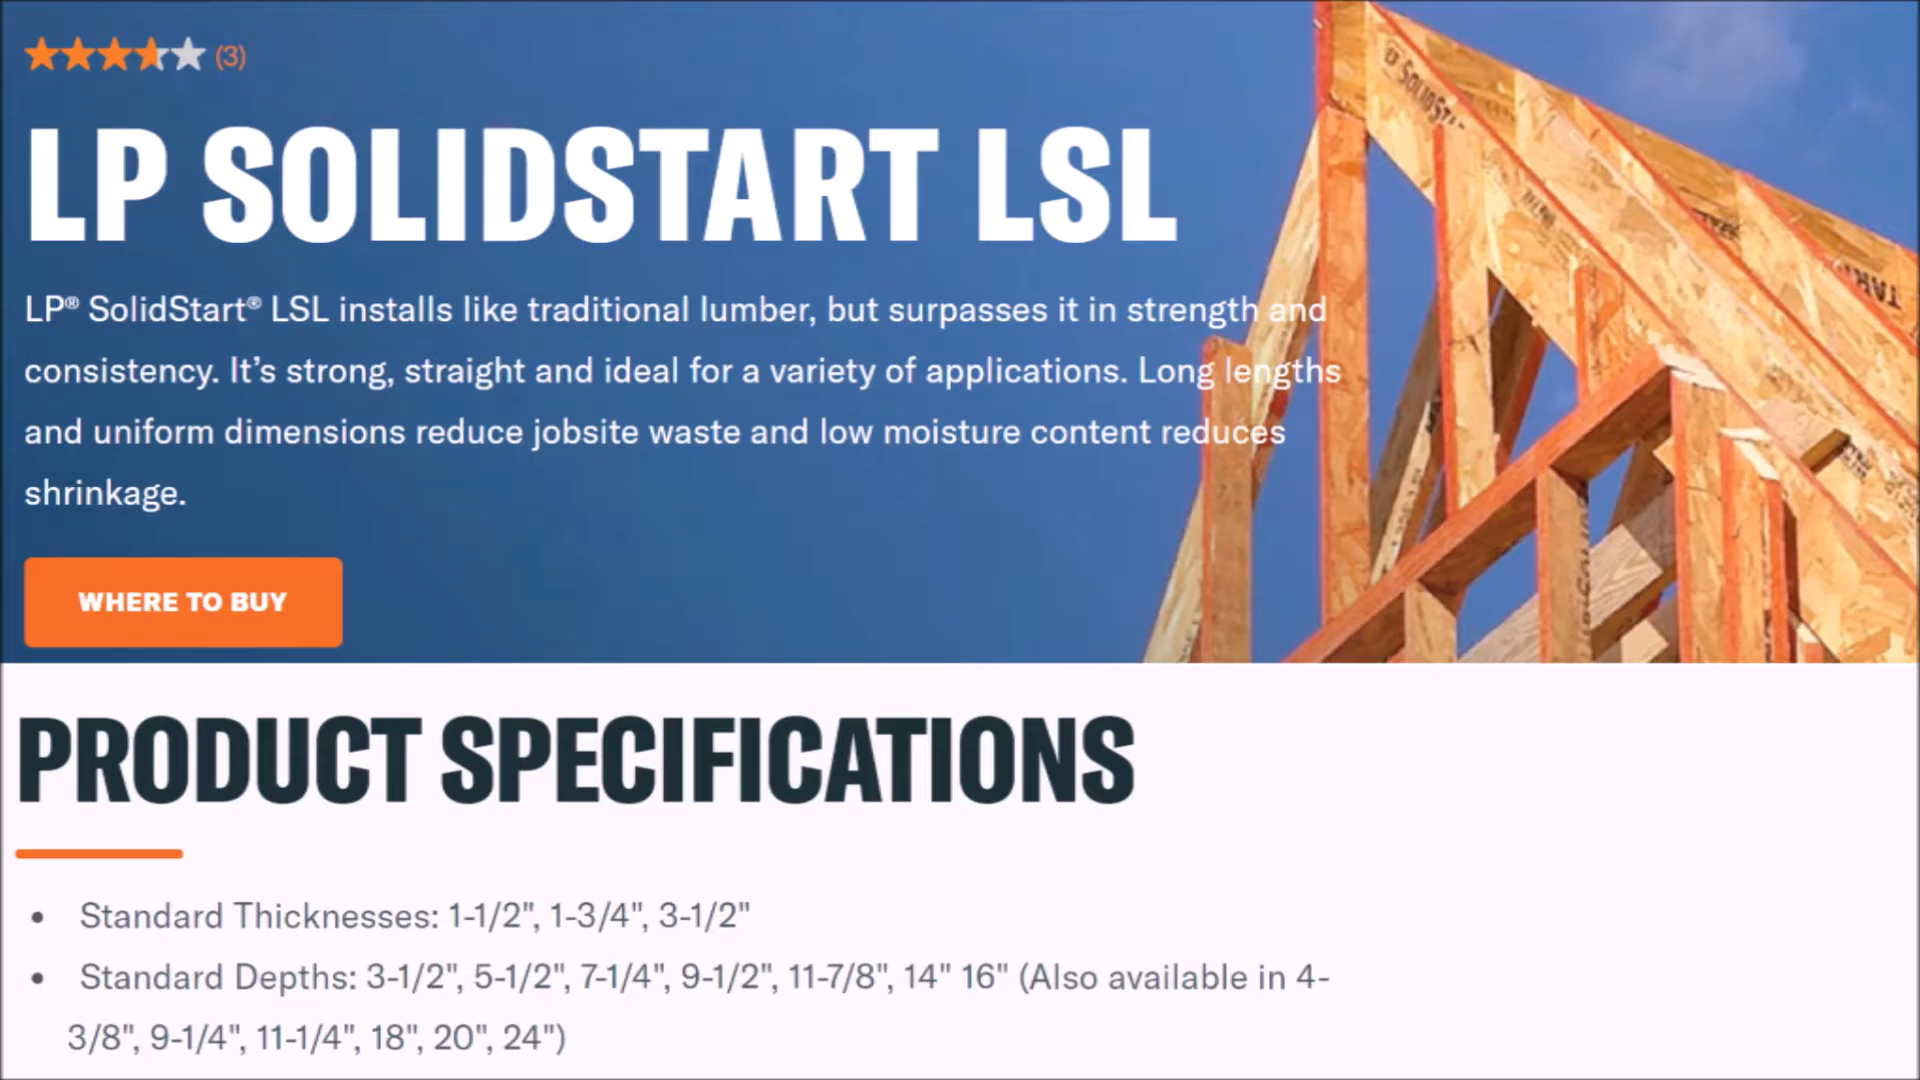 (3)
LP SOLIDSTART LSL
LP® SolidStart® LSL installs like traditional lumber, but surpasses it in strength and
consistency. It’s strong, straight and ideal for a variety of applications. Long lengths
and uniform dimensions reduce jobsite waste and low moisture content reduces
shrinkage.
WHERE TO BUY
PRODUCT SPECIFICATIONS
• Standard Thicknesses: 1-1/2", 1-3/4", 3-1/2"
• Standard Depths: 3-1/2", 5-1/2", 7-1/4", 9-1/2", 11-7/8", 14" 16" (Also available in 4-
3/8", 9-1/4", 11-1/4", 18", 20", 24")